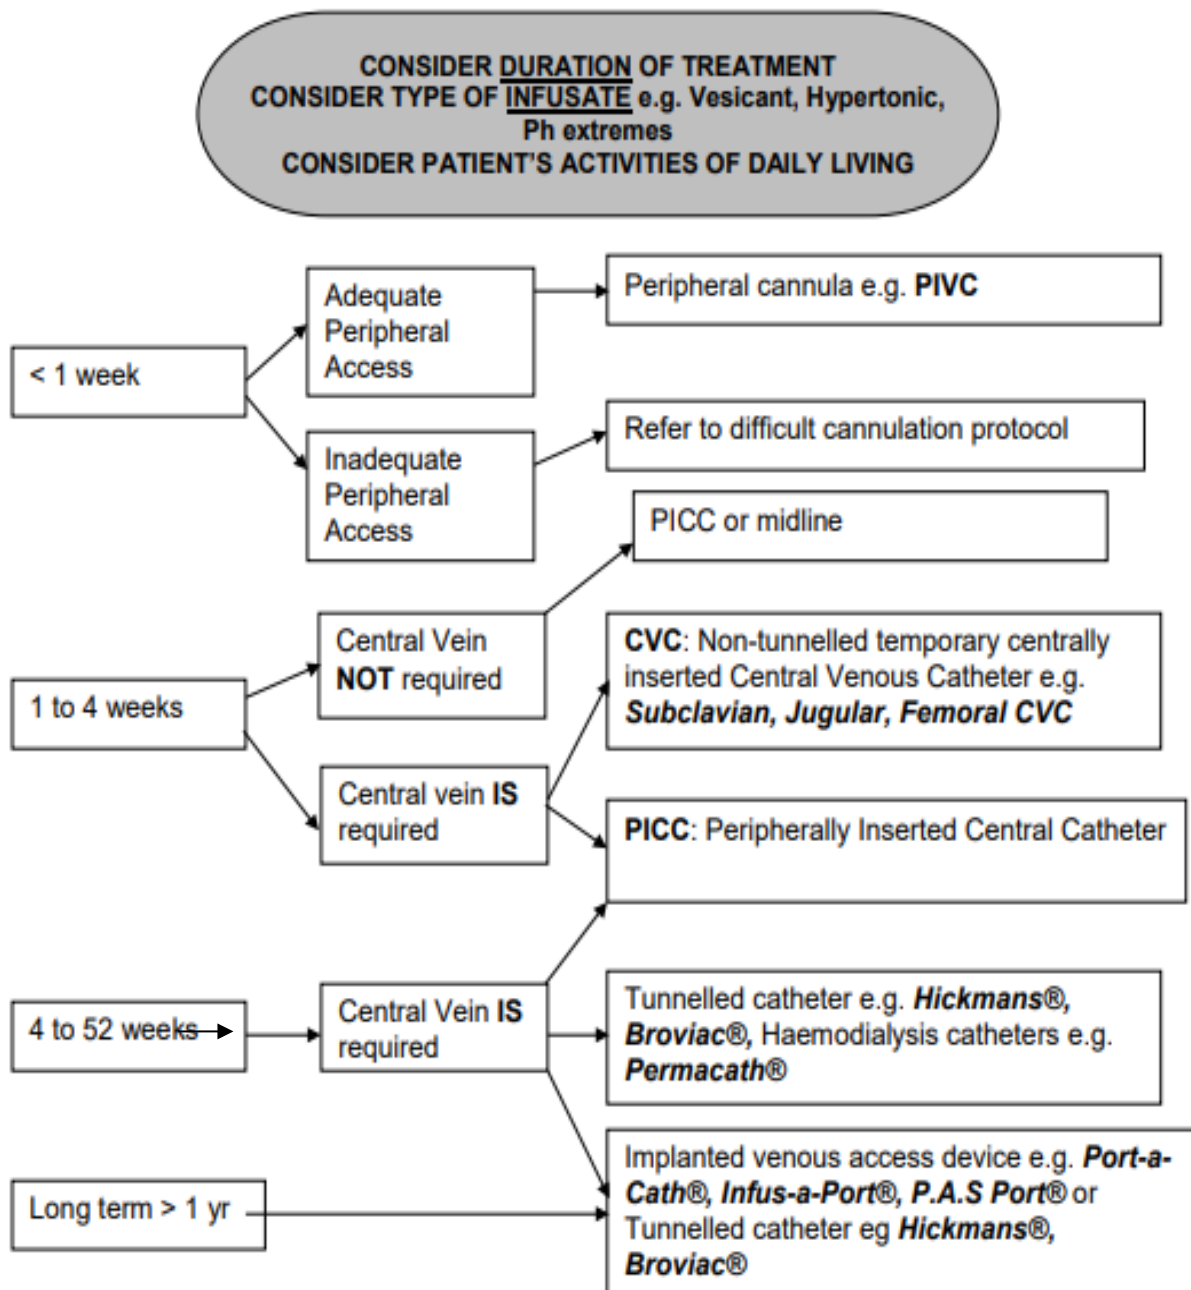 CONSIDER DURATION OF TREATMENT
CONSIDER TYPE OF INFUSATE e.g. Vesicant, Hypertonic,
Ph extremes
CONSIDER PATIENT'S ACTIVITIES OF DAILY LIVING
< 1 week
Adequate
Peripheral
Access
Peripheral cannula e.g. PIVC
Inadequate
Peripheral
Access
Refer to difficult cannulation protocol
1 to 4 weeks
Central Vein
NOT required
PICC or midline
Central vein IS
required
CVC: Non-tunnelled temporary centrally
inserted Central Venous Catheter e.g.
Subclavian, Jugular, Femoral CVC
PICC: Peripherally Inserted Central Catheter
4 to 52 weeks
Central Vein IS
required
Tunnelled catheter e.g. Hickmans®,
Broviac®, Haemodialysis catheters e.g.
Permacath®
Long term > 1 yr
Implanted venous access device e.g. Port-a-
Cath®, Infus-a-Port®, P.A.S Port® or
Tunnelled catheter eg Hickmans®,
Broviac®